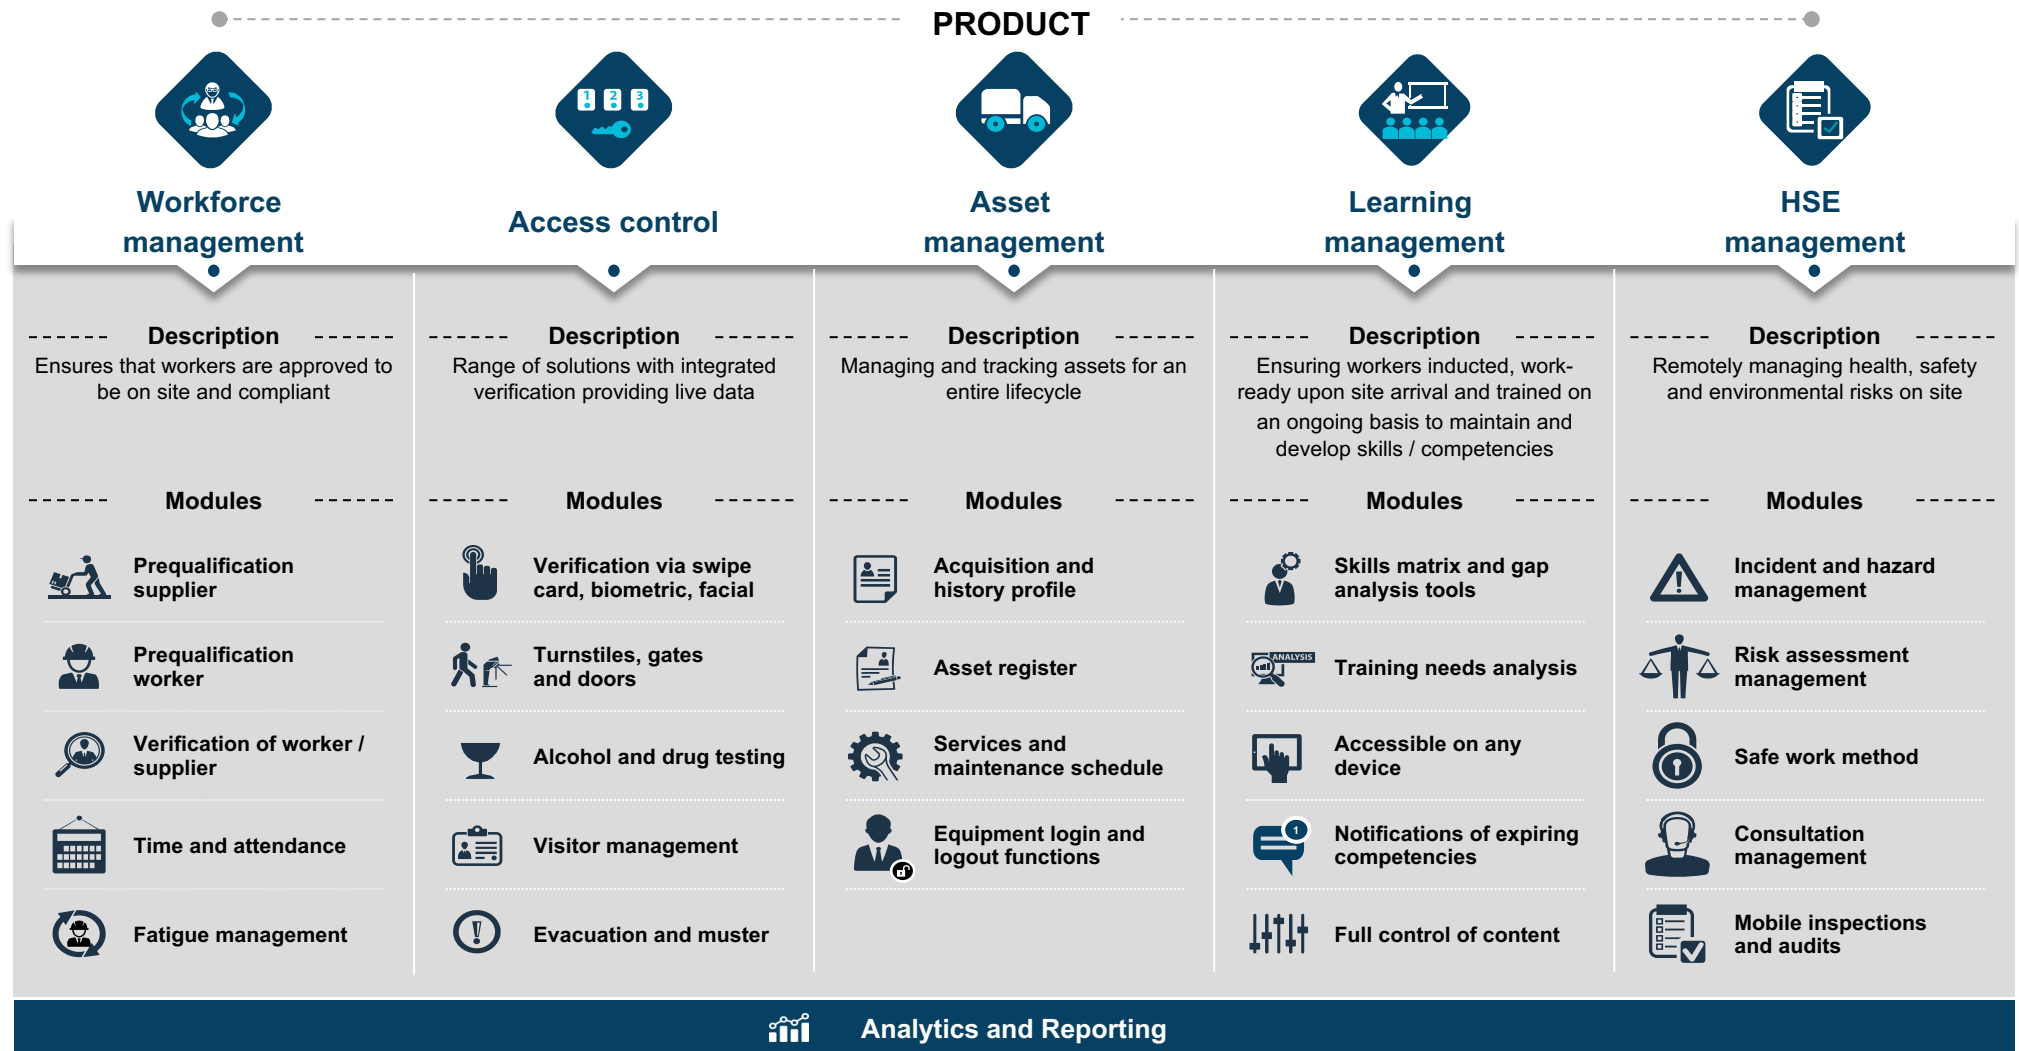 PRODUCT
1 2 3
Workforce
management
Access control
Asset
management
Learning
management
HSE
management
Description
Ensures that workers are approved to
be on site and compliant
Description
Range of solutions with integrated
verification providing live data
Description
Managing and tracking assets for an
entire lifecycle
Description
Ensuring workers inducted, work-
ready upon site arrival and trained on
an ongoing basis to maintain and
develop skills / competencies
Description
Remotely managing health, safety
and environmental risks on site
Modules
Prequalification
supplier
Prequalification
worker
Verification of worker /
supplier
Time and attendance
Fatigue management
Modules
Verification via swipe
card, biometric, facial
Turnstiles, gates
and doors
Alcohol and drug testing
Visitor management
Evacuation and muster
Modules
Acquisition and
history profile
Asset register
Services and
maintenance schedule
Equipment login and
logout functions
Modules
Skills matrix and gap
analysis tools
ANALYSIS
Training needs analysis
Accessible on any
device
1
Notifications of expiring
competencies
Full control of content
Modules
Incident and hazard
management
Risk assessment
management
Safe work method
Consultation
management
Mobile inspections
and audits
Analytics and Reporting